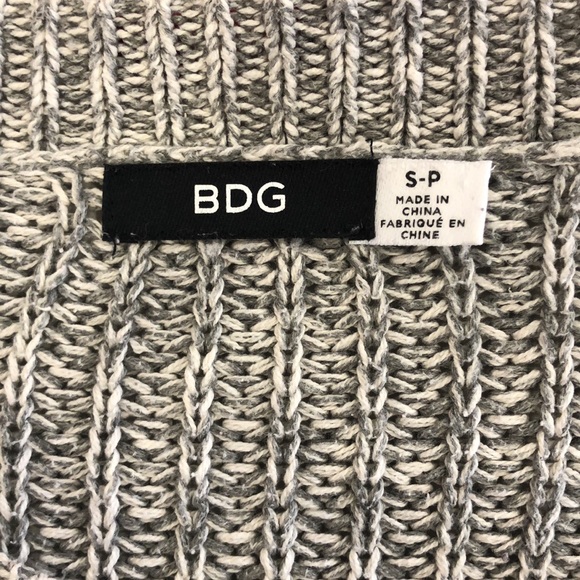 BDG
S-P
MADE IN
CHINA
FABRIQUÉ EN
CHINE